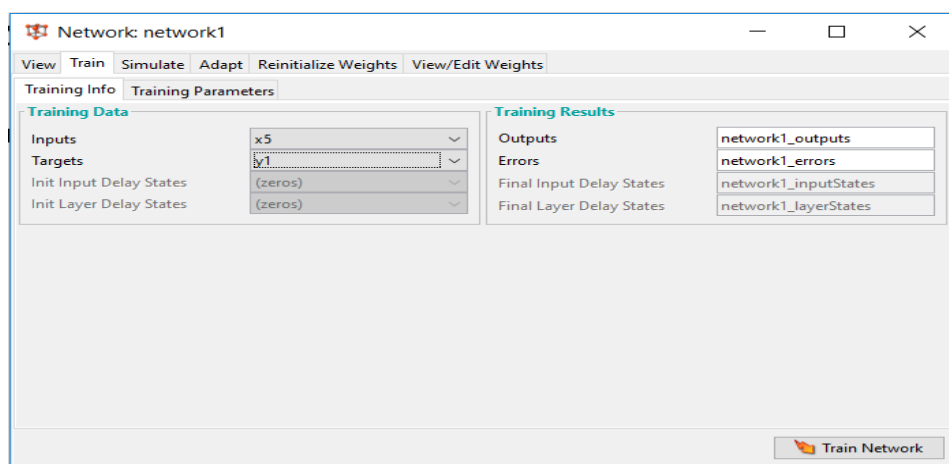 Network: network1
View Train Simulate Adapt Reinitialize Weights View/Edit Weights
Training Info Training Parameters
Training Data
Inputs x5
Targets y1
Init Input Delay States (zeros)
Init Layer Delay States (zeros)
Training Results
Outputs network1_outputs
Errors network1_errors
Final Input Delay States network1_inputStates
Final Layer Delay States network1_layerStates
Train Network